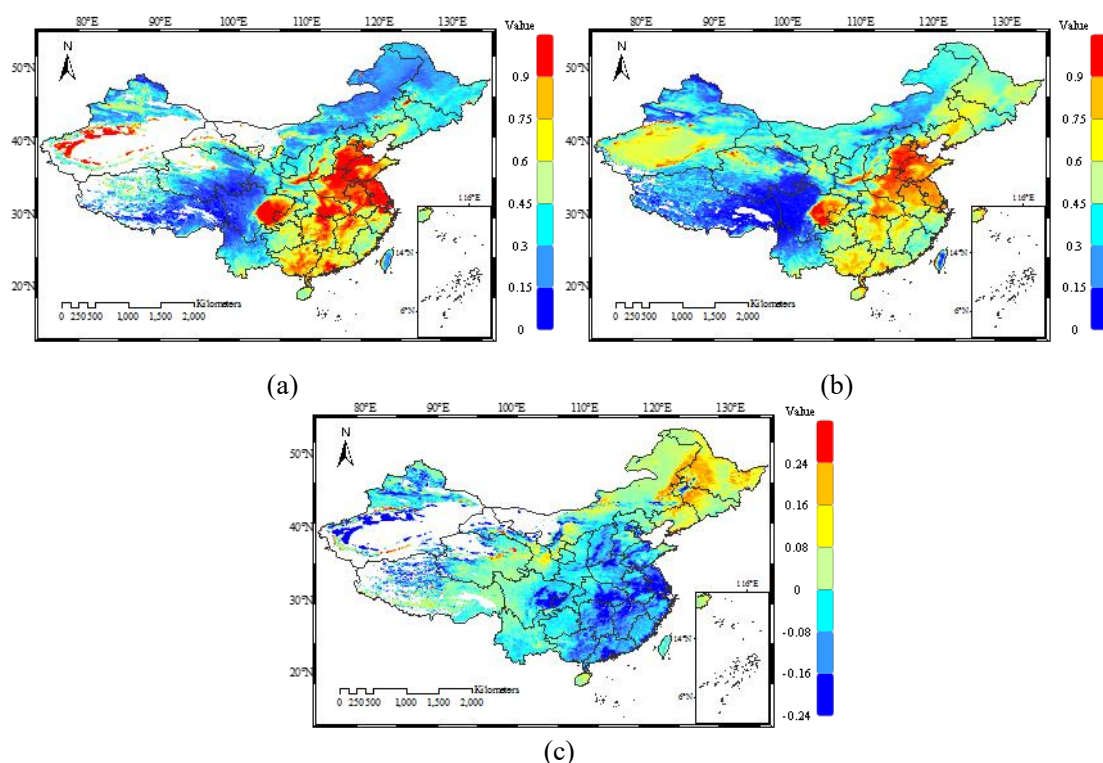 80°E 90°E 100°E 110°E 120°E 130°E Value
N
50°N
40°N
30°N
20°N
0.9
0.75
0.6
0.45
0.3
0.15
0
116°E
14°N
6°N
Kilometers
0 250 500 1,000 1,500 2,000
(a)
80°E 90°E 100°E 110°E 120°E 130°E Value
N
50°N
40°N
30°N
20°N
0.9
0.75
0.6
0.45
0.3
0.15
0
116°E
14°N
6°N
Kilometers
0 250 500 1,000 1,500 2,000
(b)
80°E 90°E 100°E 110°E 120°E 130°E Value
N
50°N
40°N
30°N
20°N
0.24
0.16
0.08
0
-0.08
-0.16
-0.24
116°E
14°N
6°N
Kilometers
0 250 500 1,000 1,500 2,000
(c)